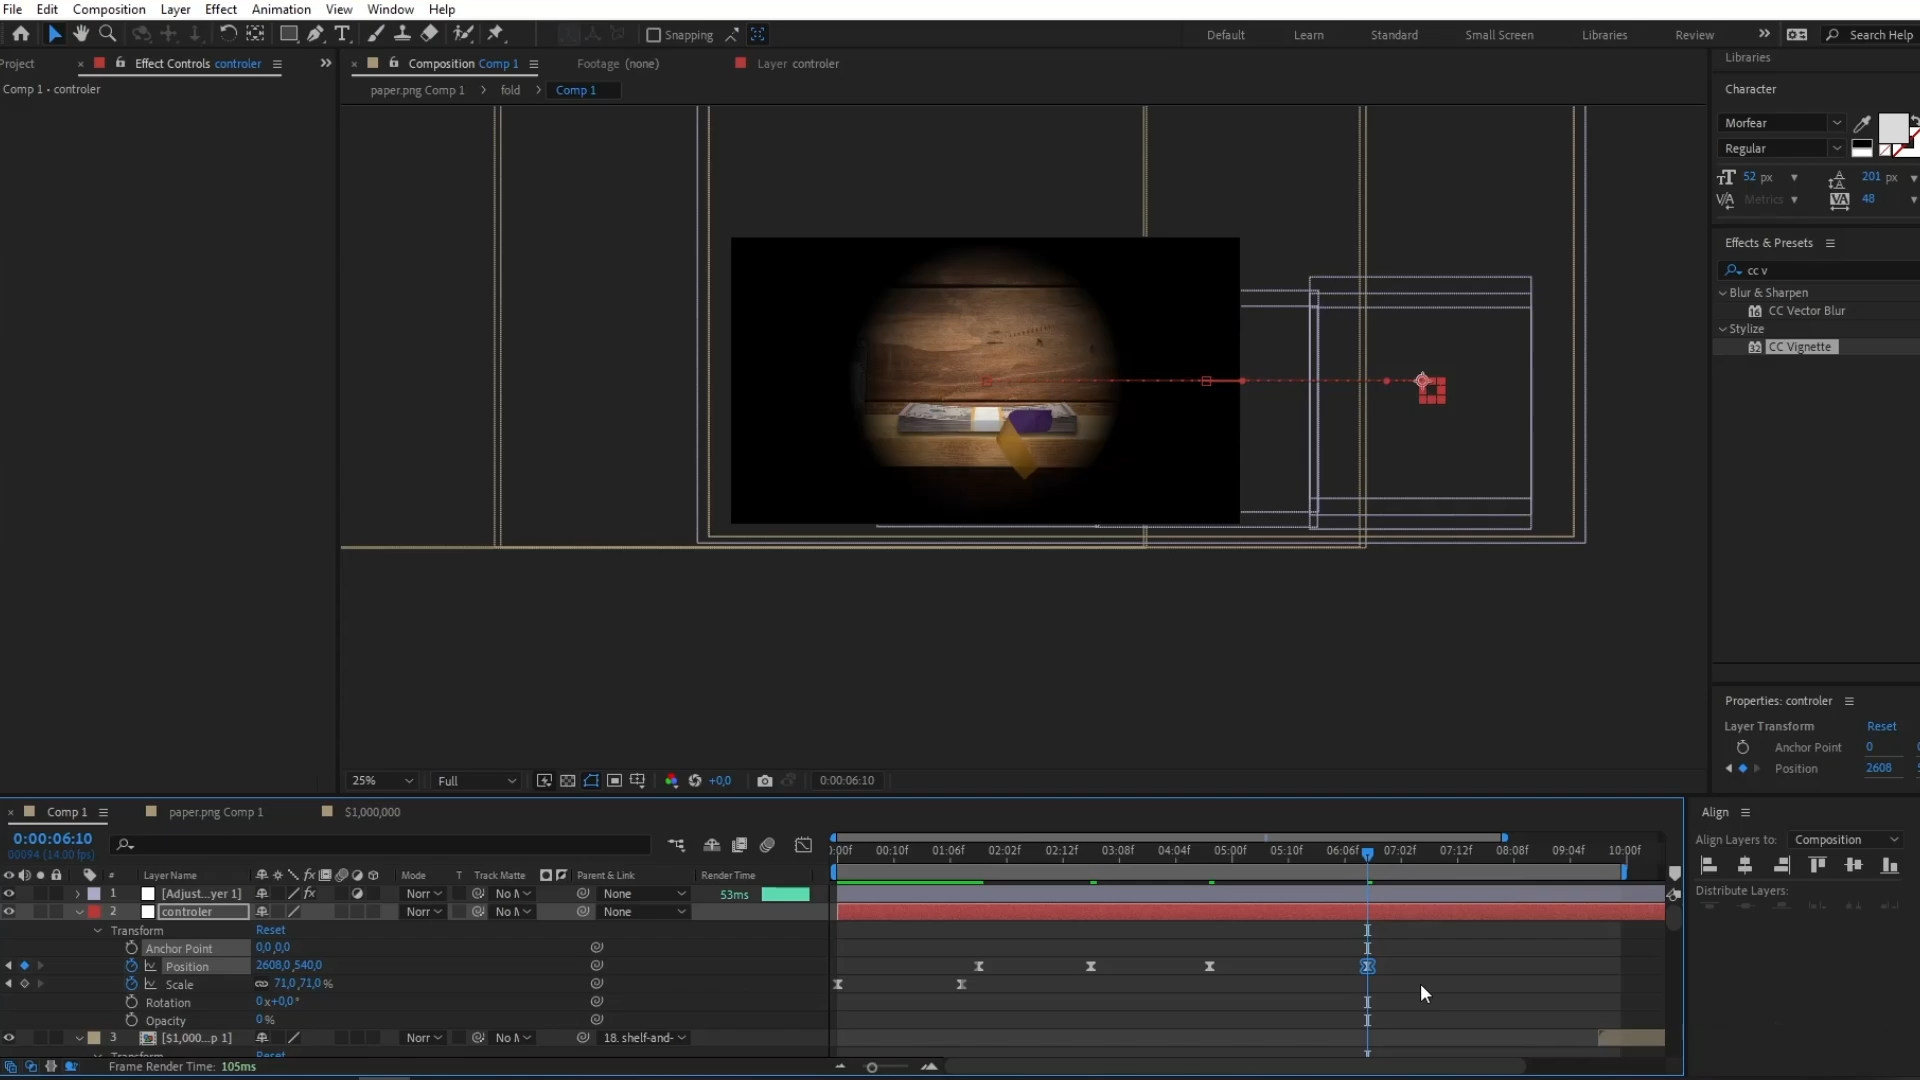 File Edit Composition Layer Effect Animation View Window Help
Snapping
Default Learn Standard Small Screen Libraries Review Search Help
Project Effect Controls controler
Comp 1 • controler
Composition Comp 1 Footage (none) Layer controler
paper.png Comp 1 fold Comp 1
Libraries
Character
Morfear
Regular
52 px 201 px
Metrics 48
Effects & Presets
cc v
Blur & Sharpen
CC Vector Blur
Stylize
CC Vignette
Properties: controler
Layer Transform Reset
Anchor Point 0
Position 2608
25% Full +0,0 0:00:06:10
Comp 1 paper.png Comp 1 $1,000,000
Align
Align Layers to: Composition
Distribute Layers:
0:00:06:10
00094 (14.00 fps)
:00f 00:10f 01:06f 02:02f 02:12f 03:08f 04:04f 05:00f 05:10f 06:06f 07:02f 07:12f 08:08f 09:04f 10:00f
# Layer Name Mode T Track Matte Parent & Link Render Time
1 [Adjust...yer 1] Norr No M None 53ms
2 controler Norr No M None
Transform Reset
Anchor Point 0,0,0,0
Position 2608,0,540,0
Scale 71,0,71,0 %
Rotation 0x+0,0°
Opacity 0 %
3 [$1,000...p 1] Norr No M 18. shelf-and-
Transform Reset
Frame Render Time: 105ms